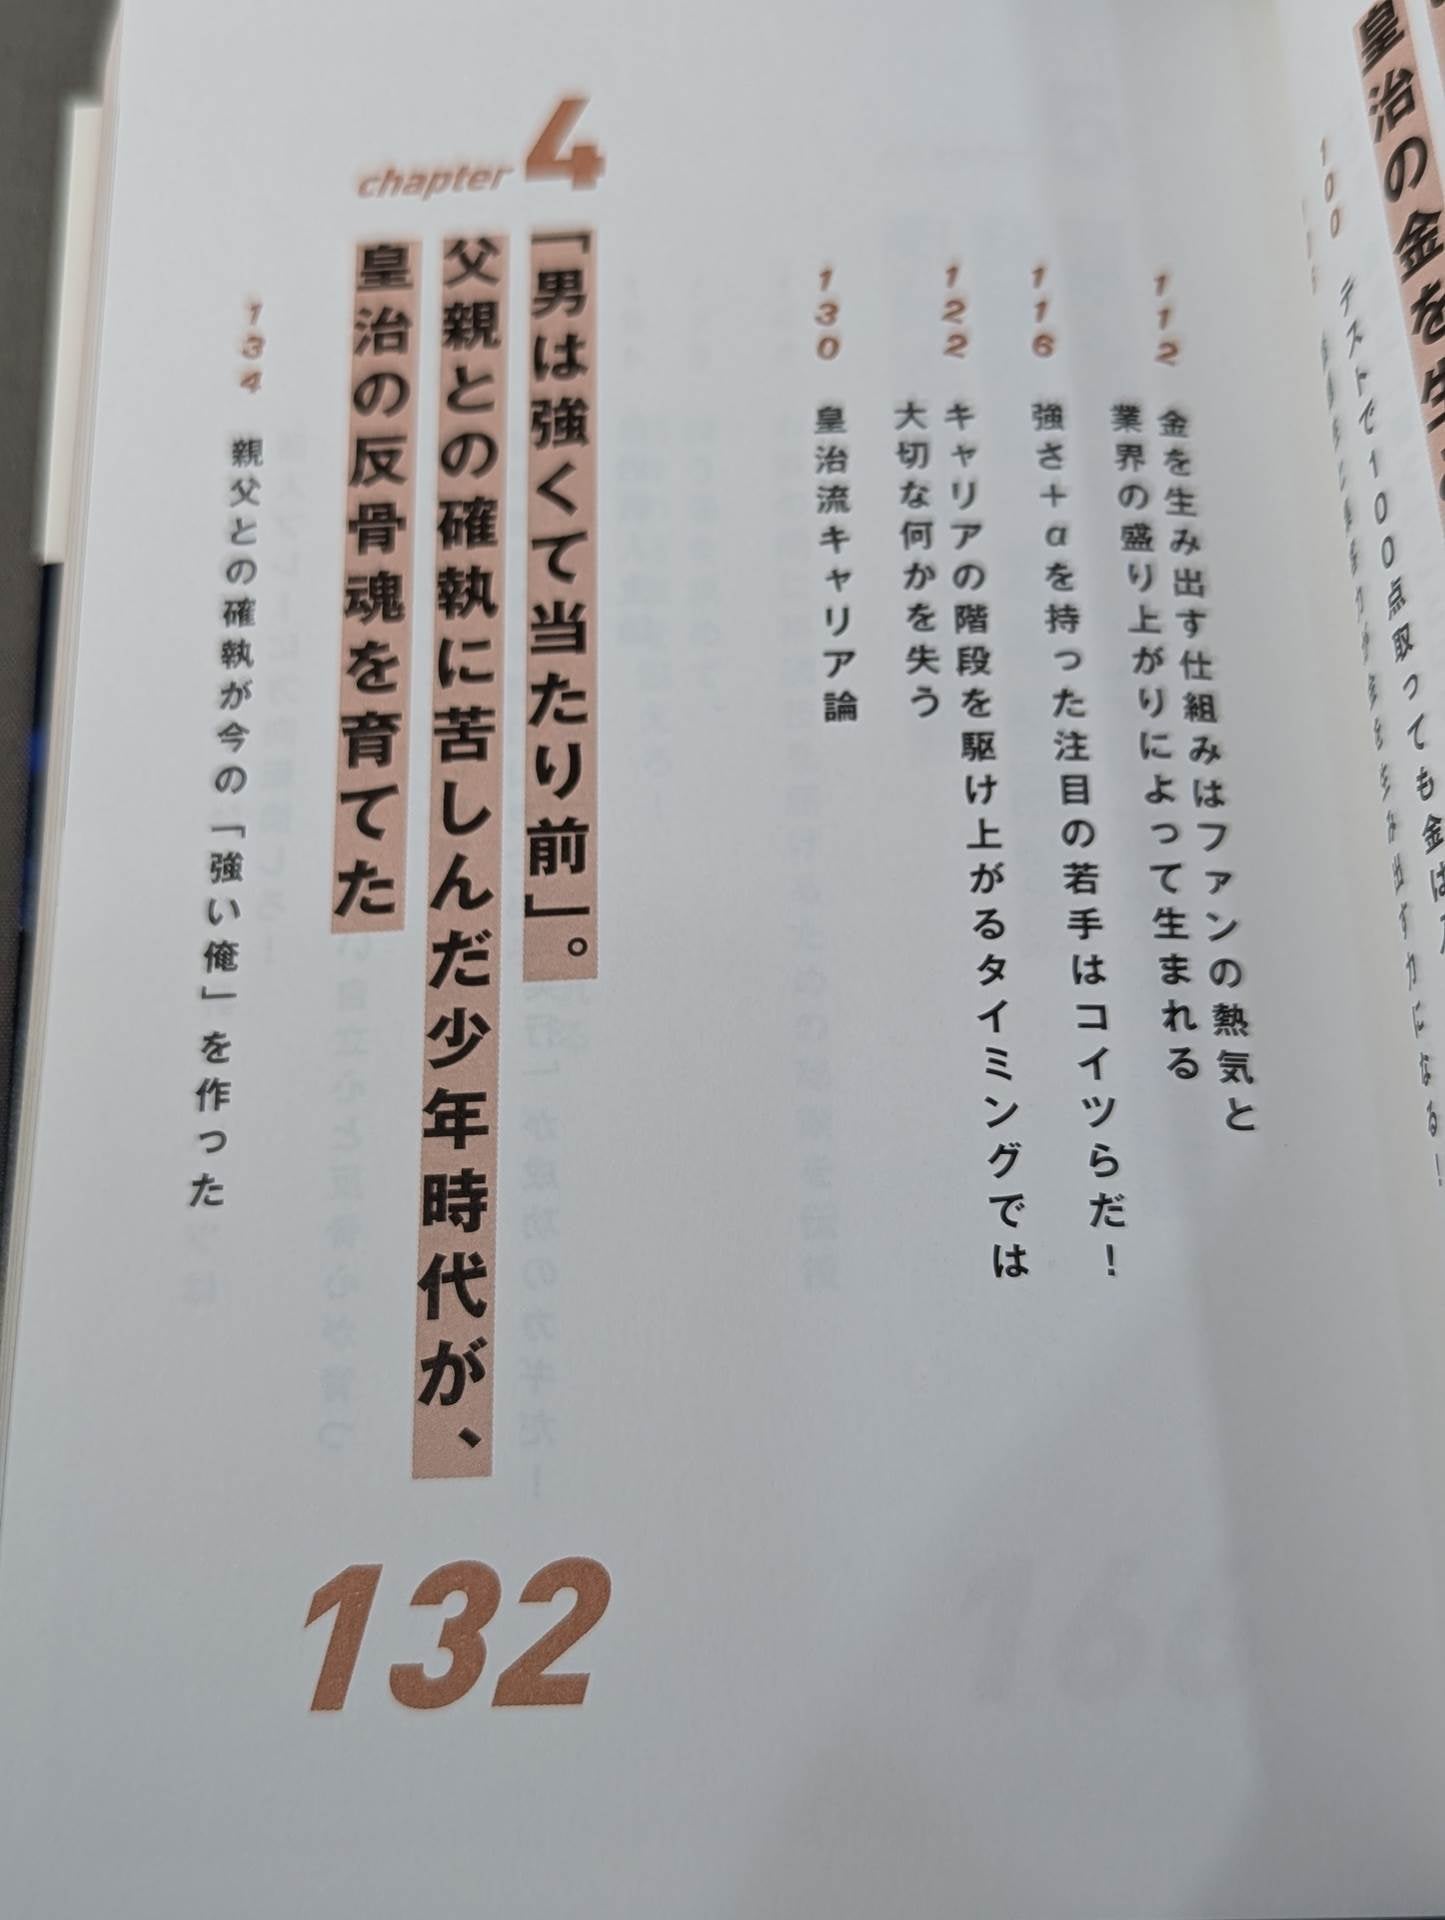 皇治の金を生
100
テストで100点取っても金は
112
金を生み出す仕組みはファンの熱気と
業界の盛り上がりによって生まれる
116
強さ+αを持った注目の若手はコイツらだ!
122
キャリアの階段を駆け上がるタイミングでは
大切な何かを失う
130
皇治流キャリア論
chapter 4
「男は強くて当たり前」。
父親との確執に苦しんだ少年時代が、
皇治の反骨魂を育てた
132
134
親父との確執が今の「強い俺」を作った